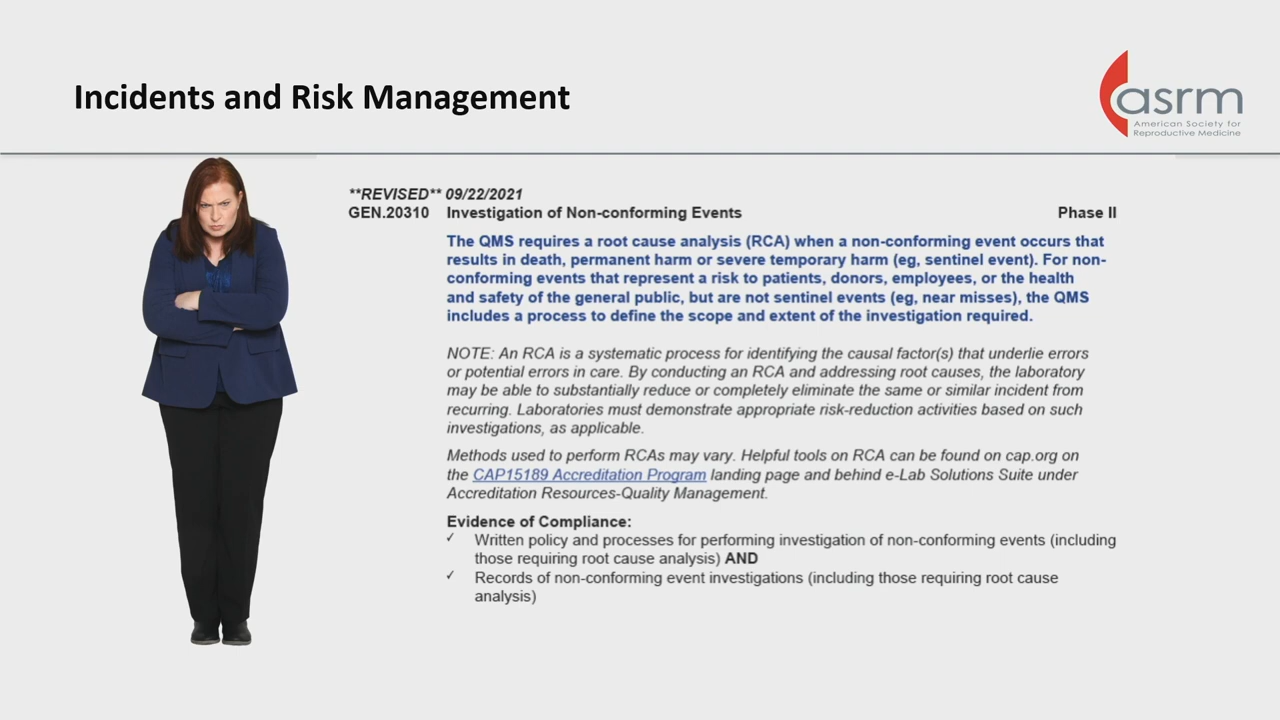 Incidents and Risk Management
asrm
American Society for
Reproductive Medicine
**REVISED** 09/22/2021
GEN.20310 Investigation of Non-conforming Events Phase II
The QMS requires a root cause analysis (RCA) when a non-conforming event occurs that
results in death, permanent harm or severe temporary harm (eg, sentinel event). For non-
conforming events that represent a risk to patients, donors, employees, or the health
and safety of the general public, but are not sentinel events (eg, near misses), the QMS
includes a process to define the scope and extent of the investigation required.
NOTE: An RCA is a systematic process for identifying the causal factor(s) that underlie errors
or potential errors in care. By conducting an RCA and addressing root causes, the laboratory
may be able to substantially reduce or completely eliminate the same or similar incident from
recurring. Laboratories must demonstrate appropriate risk-reduction activities based on such
investigations, as applicable.
Methods used to perform RCAs may vary. Helpful tools on RCA can be found on cap.org on
the CAP15189 Accreditation Program landing page and behind e-Lab Solutions Suite under
Accreditation Resources-Quality Management.
Evidence of Compliance:
✓ Written policy and processes for performing investigation of non-conforming events (including
those requiring root cause analysis) AND
✓ Records of non-conforming event investigations (including those requiring root cause
analysis)